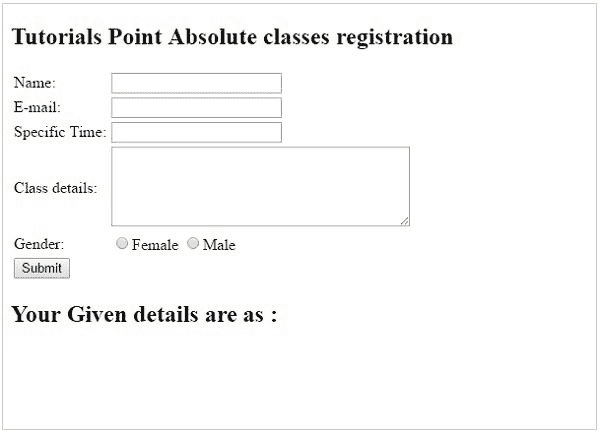 Tutorials Point Absolute classes registration
Name:
E-mail:
Specific Time:
Class details:
Gender: Female Male
Submit
Your Given details are as :